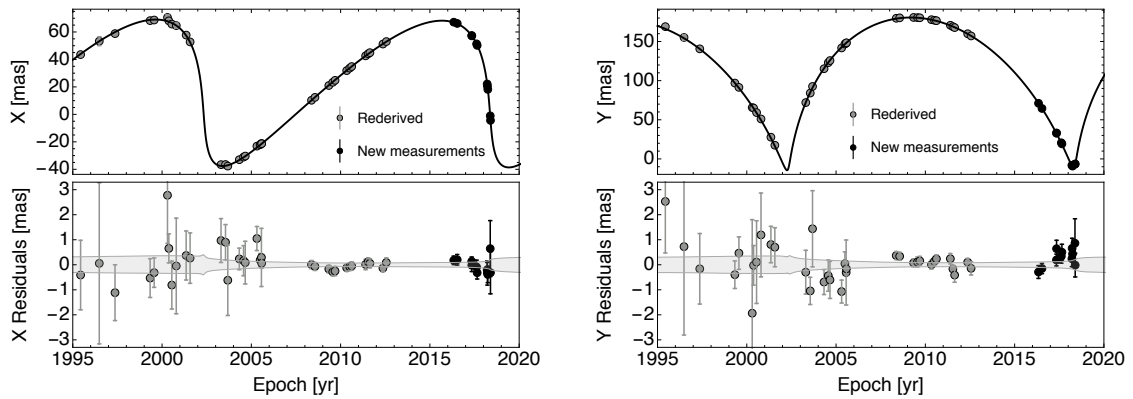 X [mas]
60
40
20
0
−20
−40
Rederived
New measurements
X Residuals [mas]
3
2
1
0
−1
−2
−3
1995 2000 2005 2010 2015 2020
Epoch [yr]
Y [mas]
150
100
50
0
Rederived
New measurements
Y Residuals [mas]
3
2
1
0
−1
−2
−3
1995 2000 2005 2010 2015 2020
Epoch [yr]